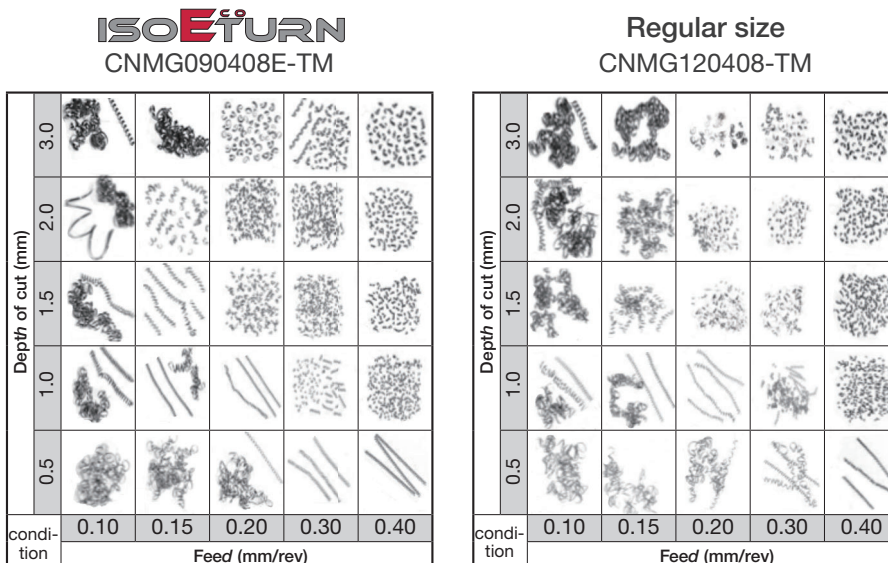 ISOECOTURN
CNMG090408E-TM
Regular size
CNMG120408-TM
Depth of cut (mm)
3.0
2.0
1.5
1.0
0.5
condi-
tion
0.10 0.15 0.20 0.30 0.40
Feed (mm/rev)
Depth of cut (mm)
3.0
2.0
1.5
1.0
0.5
condi-
tion
0.10 0.15 0.20 0.30 0.40
Feed (mm/rev)